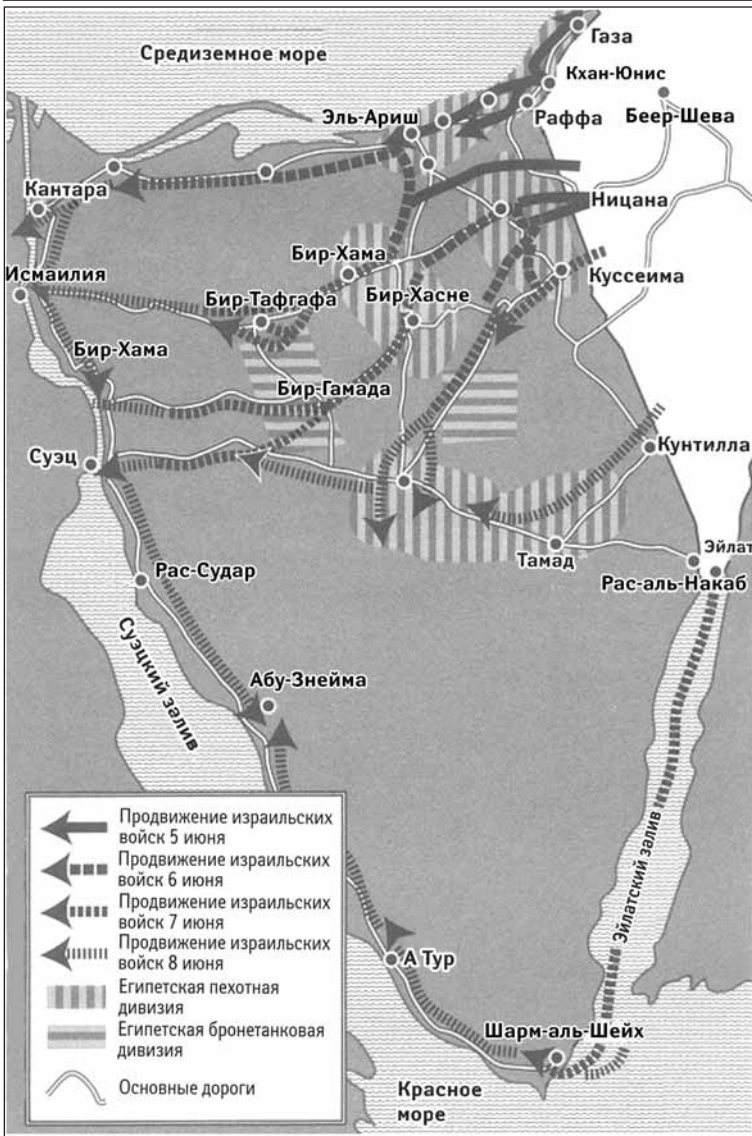 Средиземное море
Газа
Кхан-Юнис
Эль-Ариш
Раффа
Беер-Шева
Кантара
Ницана
Бир-Хама
Исмаилия
Куссеима
Бир-Тафгафа
Бир-Хасне
Бир-Хама
Бир-Гамада
Суэц
Кунтилла
Тамад
Эйлат
Рас-аль-Накаб
Рас-Судар
Суэцкий залив
Абу-Знейма
Эйлатский залив
А Тур
Шарм-аль-Шейх
Красное
море
Продвижение израильских
войск 5 июня
Продвижение израильских
войск 6 июня
Продвижение израильских
войск 7 июня
Продвижение израильских
войск 8 июня
Египетская пехотная
дивизия
Египетская бронетанковая
дивизия
Основные дороги